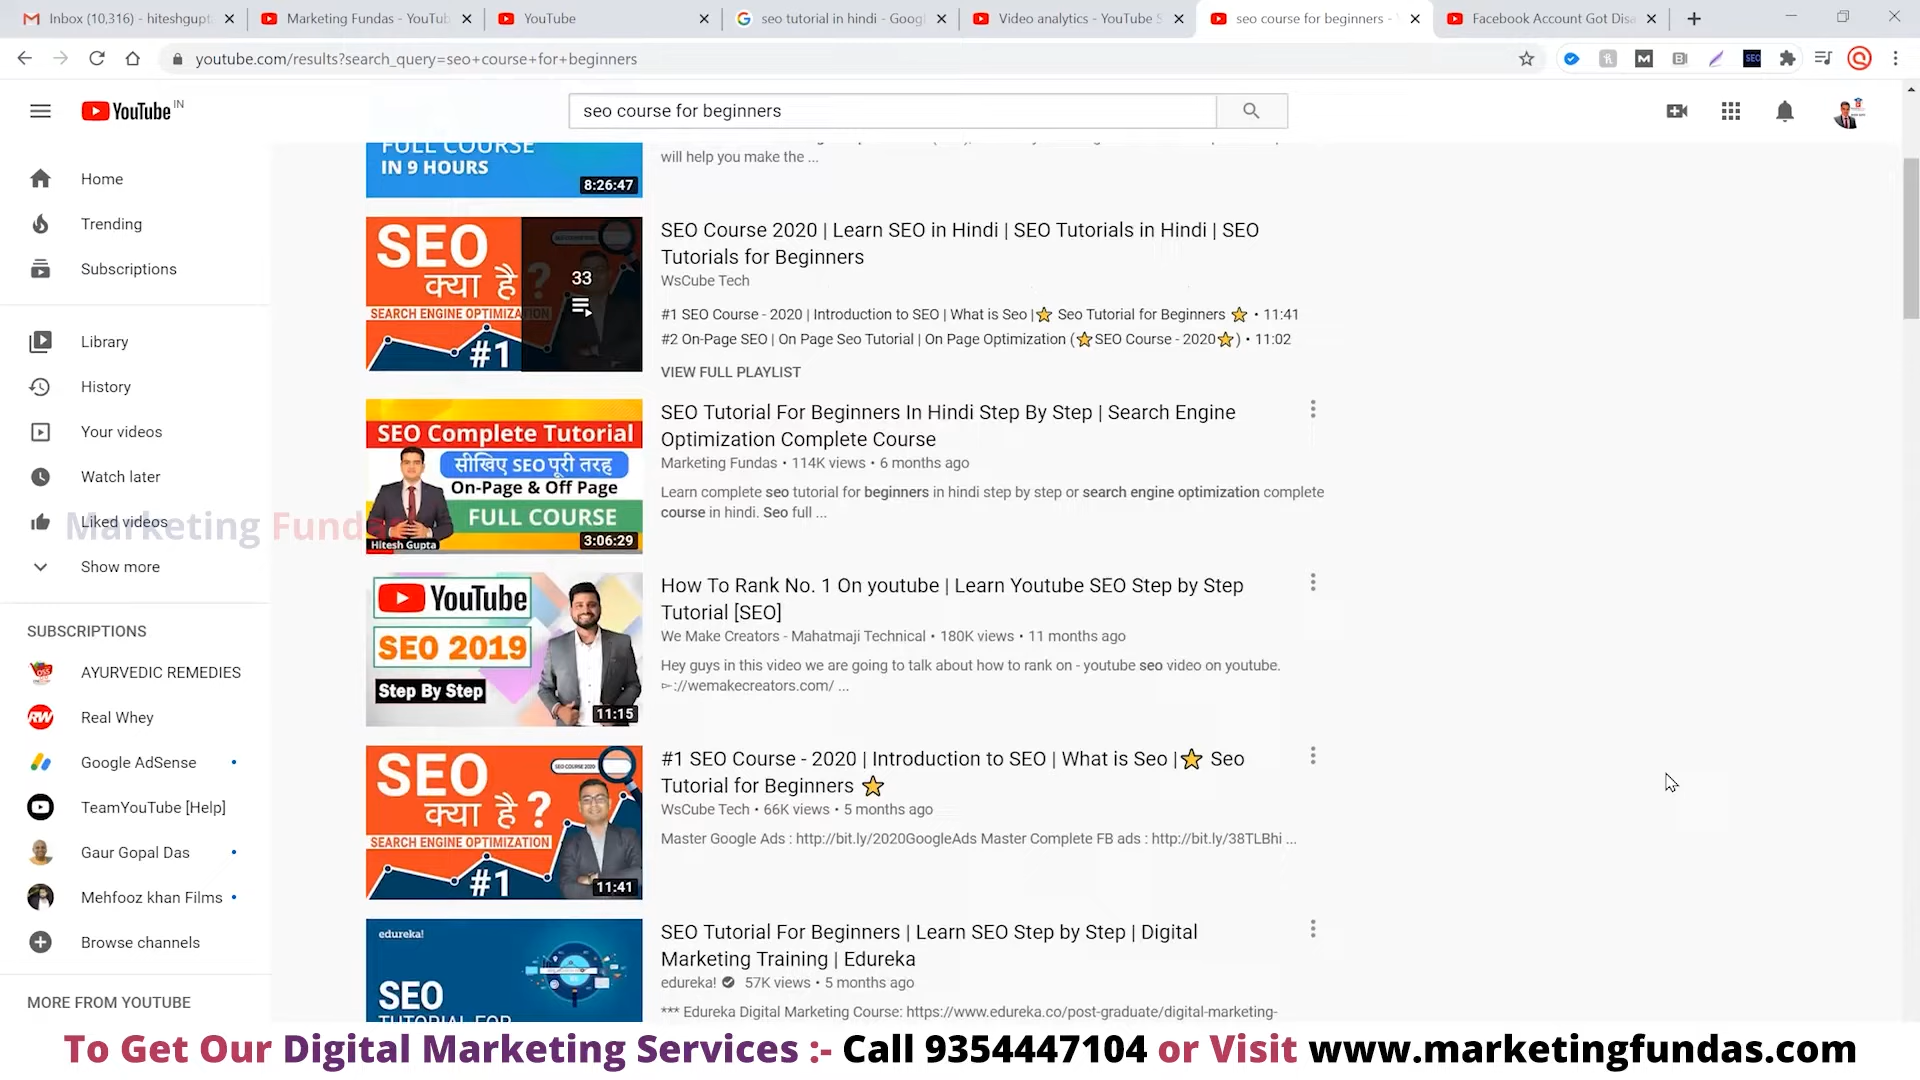 Inbox (10,316) - hiteshgupt
Marketing Fundas - YouTub
YouTube
seo tutorial in hindi - Googl
Video analytics - YouTube S
seo course for beginners -
Facebook Account Got Disa
youtube.com/results?search_query=seo+course+for+beginners
YouTube IN
seo course for beginners
Home
Trending
Subscriptions
Library
History
Your videos
Watch later
Liked videos
Show more
SUBSCRIPTIONS
AYURVEDIC REMEDIES
Real Whey
Google AdSense
TeamYouTube [Help]
Gaur Gopal Das
Mehfooz khan Films
Browse channels
MORE FROM YOUTUBE
Marketing Funda
FULL COURSE
IN 9 HOURS
8:26:47
will help you make the ...
SEO
क्या है ?
SEARCH ENGINE OPTIMIZATION
#1
33
SEO Course 2020 | Learn SEO in Hindi | SEO Tutorials in Hindi | SEO
Tutorials for Beginners
WsCube Tech
#1 SEO Course - 2020 | Introduction to SEO | What is Seo |⭐ Seo Tutorial for Beginners ⭐ • 11:41
#2 On-Page SEO | On Page Seo Tutorial | On Page Optimization (⭐SEO Course - 2020⭐) • 11:02
VIEW FULL PLAYLIST
SEO Complete Tutorial
सीखिए SEO पूरी तरह
On-Page & Off Page
FULL COURSE
Hitesh Gupta
3:06:29
SEO Tutorial For Beginners In Hindi Step By Step | Search Engine
Optimization Complete Course
Marketing Fundas • 114K views • 6 months ago
Learn complete seo tutorial for beginners in hindi step by step or search engine optimization complete
course in hindi. Seo full ...
YouTube
SEO 2019
Step By Step
11:15
How To Rank No. 1 On youtube | Learn Youtube SEO Step by Step
Tutorial [SEO]
We Make Creators - Mahatmaji Technical • 180K views • 11 months ago
Hey guys in this video we are going to talk about how to rank on - youtube seo video on youtube.
►://wemakecreators.com/ ...
SEO
SEO COURSE 2020
क्या है ?
SEARCH ENGINE OPTIMIZATION
#1
11:41
#1 SEO Course - 2020 | Introduction to SEO | What is Seo |⭐ Seo
Tutorial for Beginners ⭐
WsCube Tech • 66K views • 5 months ago
Master Google Ads : http://bit.ly/2020GoogleAds Master Complete FB ads : http://bit.ly/38TLBhi ...
edureka!
SEO
TUTORIAL FOR
SEO Tutorial For Beginners | Learn SEO Step by Step | Digital
Marketing Training | Edureka
edureka! 57K views • 5 months ago
*** Edureka Digital Marketing Course: https://www.edureka.co/post-graduate/digital-marketing-
To Get Our Digital Marketing Services :- Call 9354447104 or Visit www.marketingfundas.com